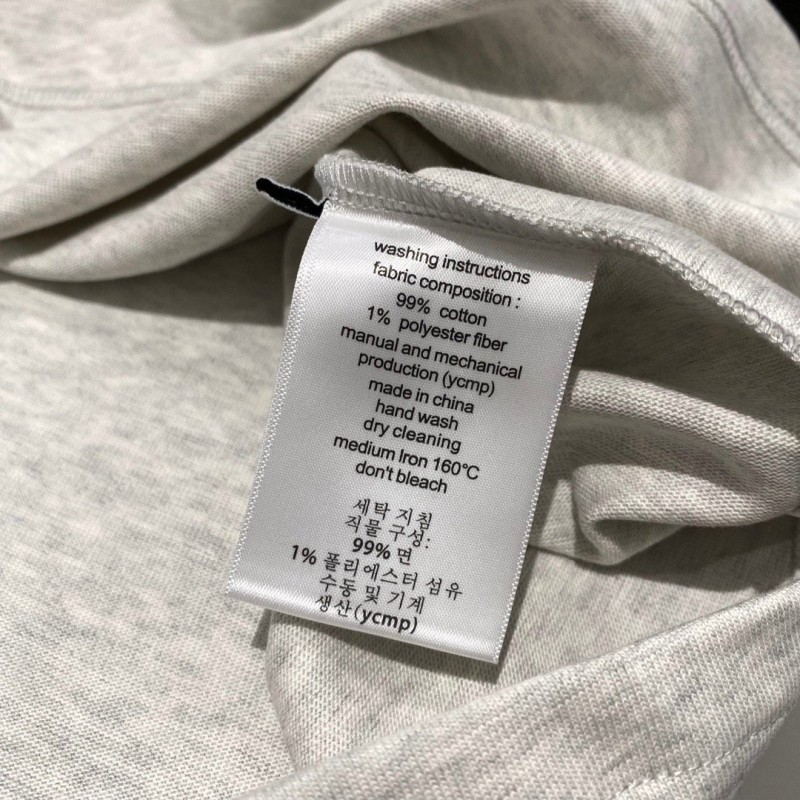 washing instructions
fabric composition :
99% cotton
1% polyester fiber
manual and mechanical
production (ycmp)
made in china
hand wash
dry cleaning
medium Iron 160°C
don't bleach
세탁 지침
직물 구성:
99% 면
1% 폴리에스터 섬유
수동 및 기계
생산 (ycmp)